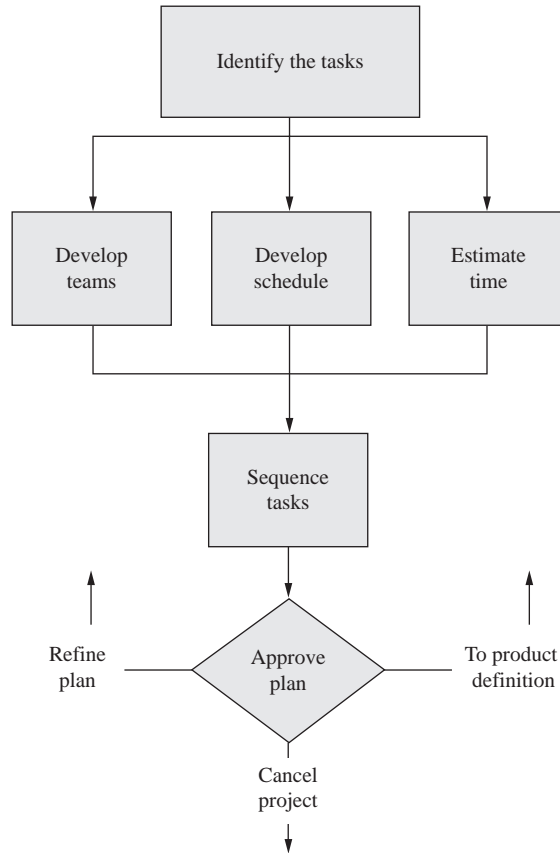 Identify the tasks
Develop
teams
Develop
schedule
Estimate
time
Sequence
tasks
Refine
plan
Approve
plan
To product
definition
Cancel
project